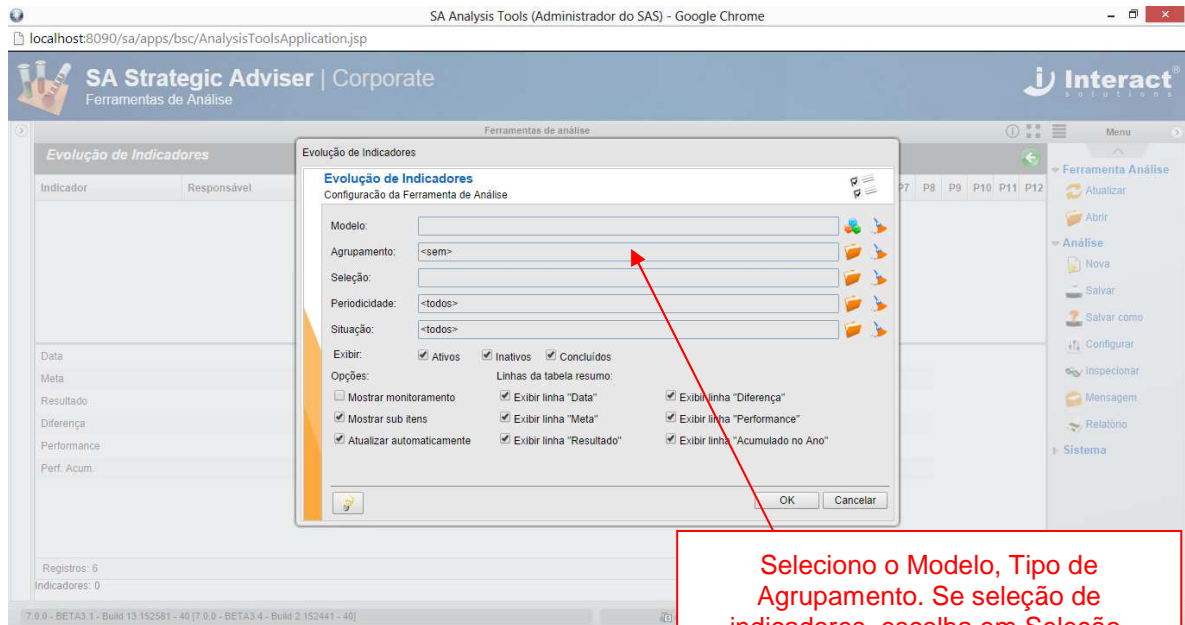 SA Analysis Tools (Administrador do SAS) - Google Chrome
localhost:8090/sa/apps/bsc/AnalysisToolsApplication.jsp
SA Strategic Adviser | Corporate
Ferramentas de Análise
Interact
solutions
Ferramentas de análise
Menu
Evolução de Indicadores
Indicador Responsável P7 P8 P9 P10 P11 P12
Evolução de Indicadores
Evolução de Indicadores
Configuração da Ferramenta de Análise
Modelo:
Agrupamento: <sem>
Seleção:
Periodicidade: <todos>
Situação: <todos>
Exibir: Ativos Inativos Concluídos
Opções: Linhas da tabela resumo:
Mostrar monitoramento Exibir linha "Data" Exibir linha "Diferença"
Mostrar sub itens Exibir linha "Meta" Exibir linha "Performance"
Atualizar automaticamente Exibir linha "Resultado" Exibir linha "Acumulado no Ano"
OK Cancelar
Data
Meta
Resultado
Diferença
Performance
Perf. Acum.
Registros: 6
Indicadores: 0
7.0.0 - BETA3.1 - Build 13.152581 - 40 [7.0.0 - BETA3.4 - Build 2.152441 - 40]
Ferramenta Análise
Atualizar
Abrir
Análise
Nova
Salvar
Salvar como
Configurar
Inspecionar
Mensagem
Relatório
Sistema
Seleciono o Modelo, Tipo de
Agrupamento. Se seleção de
indicadores, escolha em Seleção